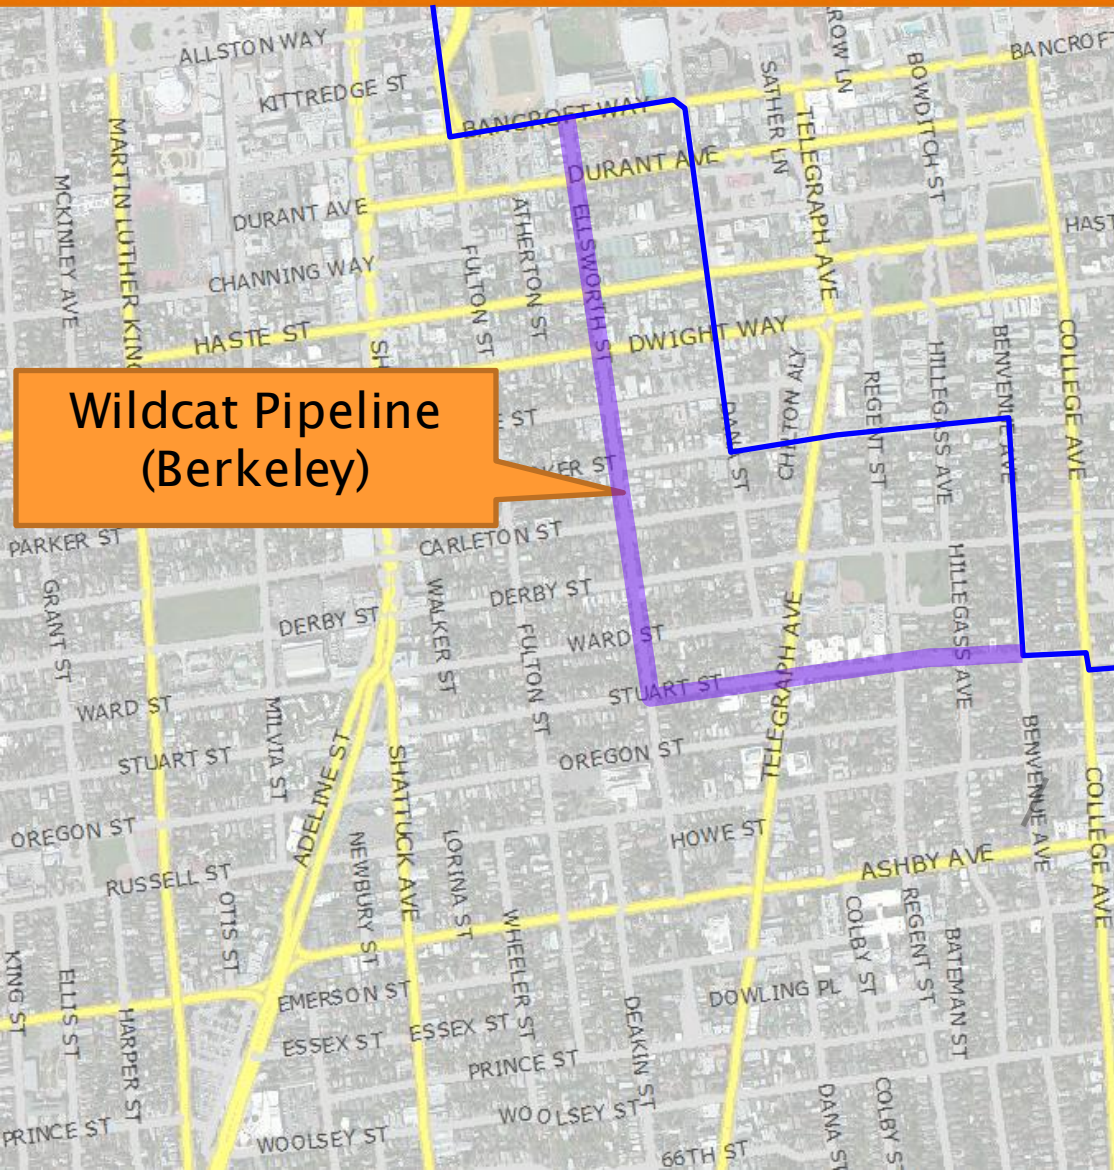 ALLSTON WAY
KITTREDGE ST
BANCROFT WAY
BANCROFT
ROW LN
SATHER LN
BOWDITCH ST
TELEGRAPH AVE
DURANT AVE
DURANT AVE
MARTIN LUTHER KING
MCKINLEY AVE
CHANNING WAY
ATHERTON ST
FULTON ST
ELLSWORTH ST
HAST
HASTE ST
DWIGHT WAY
SH
COLLEGE AVE
BENVENUE AVE
HILLEGASS AVE
REGENT ST
CHILTON ALY
DANA ST
Wildcat Pipeline
(Berkeley)
E ST
KER ST
PARKER ST
CARLETON ST
GRANT ST
DERBY ST
DERBY ST
WALKER ST
FULTON ST
WARD ST
HILLEGASS AVE
TELEGRAPH AVE
STUART ST
WARD ST
STUART ST
MILVIA ST
OREGON ST
BENVENUE AVE
COLLEGE AVE
ADELINE ST
SHATTUCK AVE
OREGON ST
HOWE ST
ASHBY AVE
NEWBURY ST
LORINA ST
RUSSELL ST
OTIS ST
WHEELER ST
COLBY ST
REGENT ST
BATEMAN ST
KING ST
ELLIS ST
HARPER ST
EMERSON ST
ESSEX ST
ESSEX ST
DOWLING PL
DEAKIN ST
PRINCE ST
WOOLSEY ST
DANA ST
COLBY S
PRINCE ST
WOOLSEY ST
66TH ST